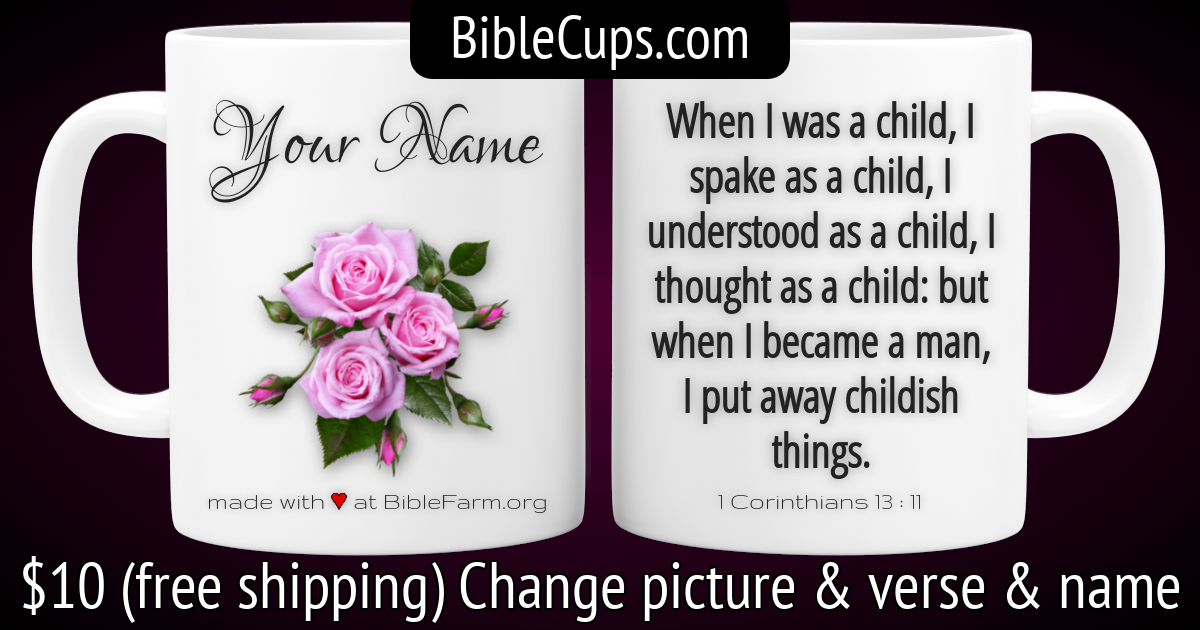 BibleCups.com
Your Name
made with ♥ at BibleFarm.org
When I was a child, I
spake as a child, I
understood as a child, I
thought as a child: but
when I became a man,
I put away childish
things.
1 Corinthians 13 : 11
$10 (free shipping) Change picture & verse & name